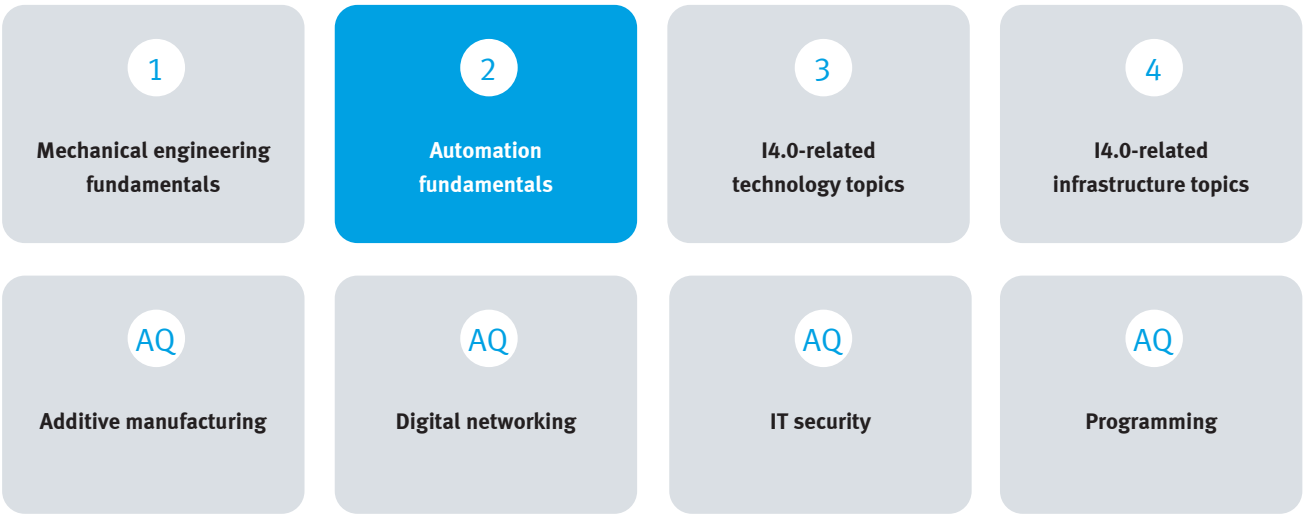 1
Mechanical engineering
fundamentals
2
Automation
fundamentals
3
I4.0-related
technology topics
4
I4.0-related
infrastructure topics
AQ
Additive manufacturing
AQ
Digital networking
AQ
IT security
AQ
Programming